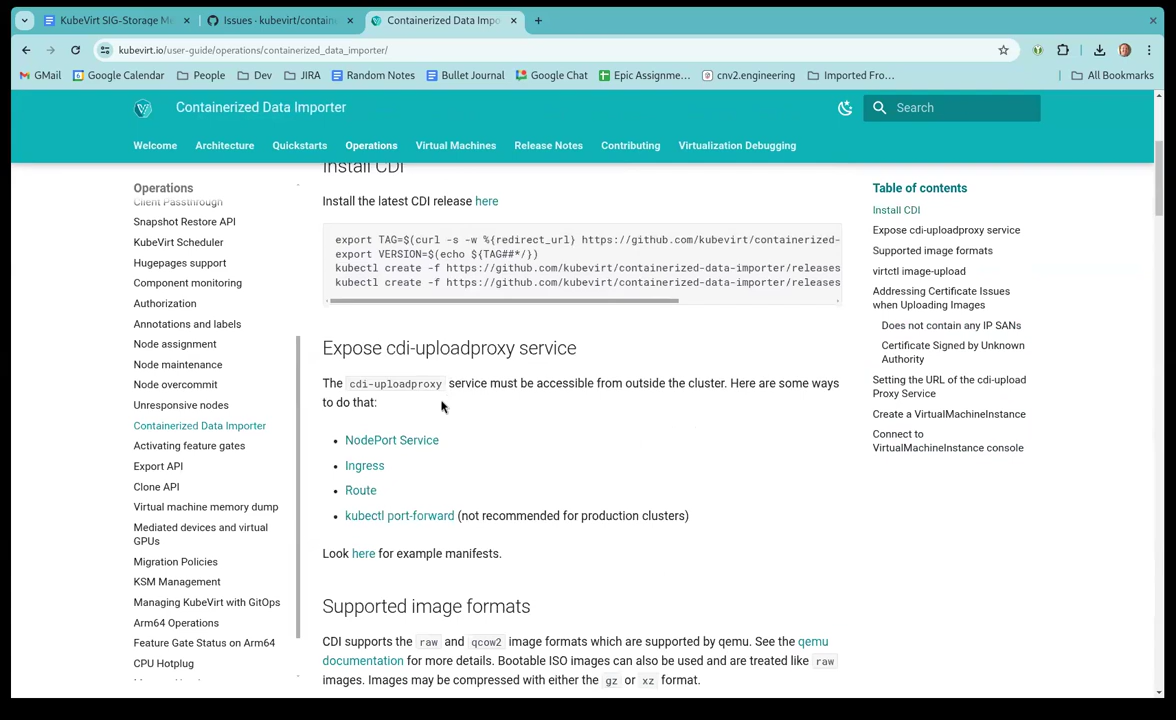 KubeVirt SIG-Storage Me
Issues · kubevirt/contain
Containerized Data Impo
kubevirt.io/user-guide/operations/containerized_data_importer/
GMail
Google Calendar
People
Dev
JIRA
Random Notes
Bullet Journal
Google Chat
Epic Assignme...
cnv2.engineering
Imported Fro...
All Bookmarks
Containerized Data Importer
Search
Welcome
Architecture
Quickstarts
Operations
Virtual Machines
Release Notes
Contributing
Virtualization Debugging
Operations
Client Passthrough
Snapshot Restore API
KubeVirt Scheduler
Hugepages support
Component monitoring
Authorization
Annotations and labels
Node assignment
Node maintenance
Node overcommit
Unresponsive nodes
Containerized Data Importer
Activating feature gates
Export API
Clone API
Virtual machine memory dump
Mediated devices and virtual
GPUs
Migration Policies
KSM Management
Managing KubeVirt with GitOps
Arm64 Operations
Feature Gate Status on Arm64
CPU Hotplug
Install CDI
Install the latest CDI release here
export TAG=$(curl -s -w %{redirect_url} https://github.com/kubevirt/containerized-
export VERSION=$(echo ${TAG##*/})
kubectl create -f https://github.com/kubevirt/containerized-data-importer/releases
kubectl create -f https://github.com/kubevirt/containerized-data-importer/releases
Expose cdi-uploadproxy service
The cdi-uploadproxy service must be accessible from outside the cluster. Here are some ways
to do that:
• NodePort Service
• Ingress
• Route
• kubectl port-forward (not recommended for production clusters)
Look here for example manifests.
Supported image formats
CDI supports the raw and qcow2 image formats which are supported by qemu. See the qemu
documentation for more details. Bootable ISO images can also be used and are treated like raw
images. Images may be compressed with either the gz or xz format.
Table of contents
Install CDI
Expose cdi-uploadproxy service
Supported image formats
virtctl image-upload
Addressing Certificate Issues
when Uploading Images
Does not contain any IP SANs
Certificate Signed by Unknown
Authority
Setting the URL of the cdi-upload
Proxy Service
Create a VirtualMachineInstance
Connect to
VirtualMachineInstance console